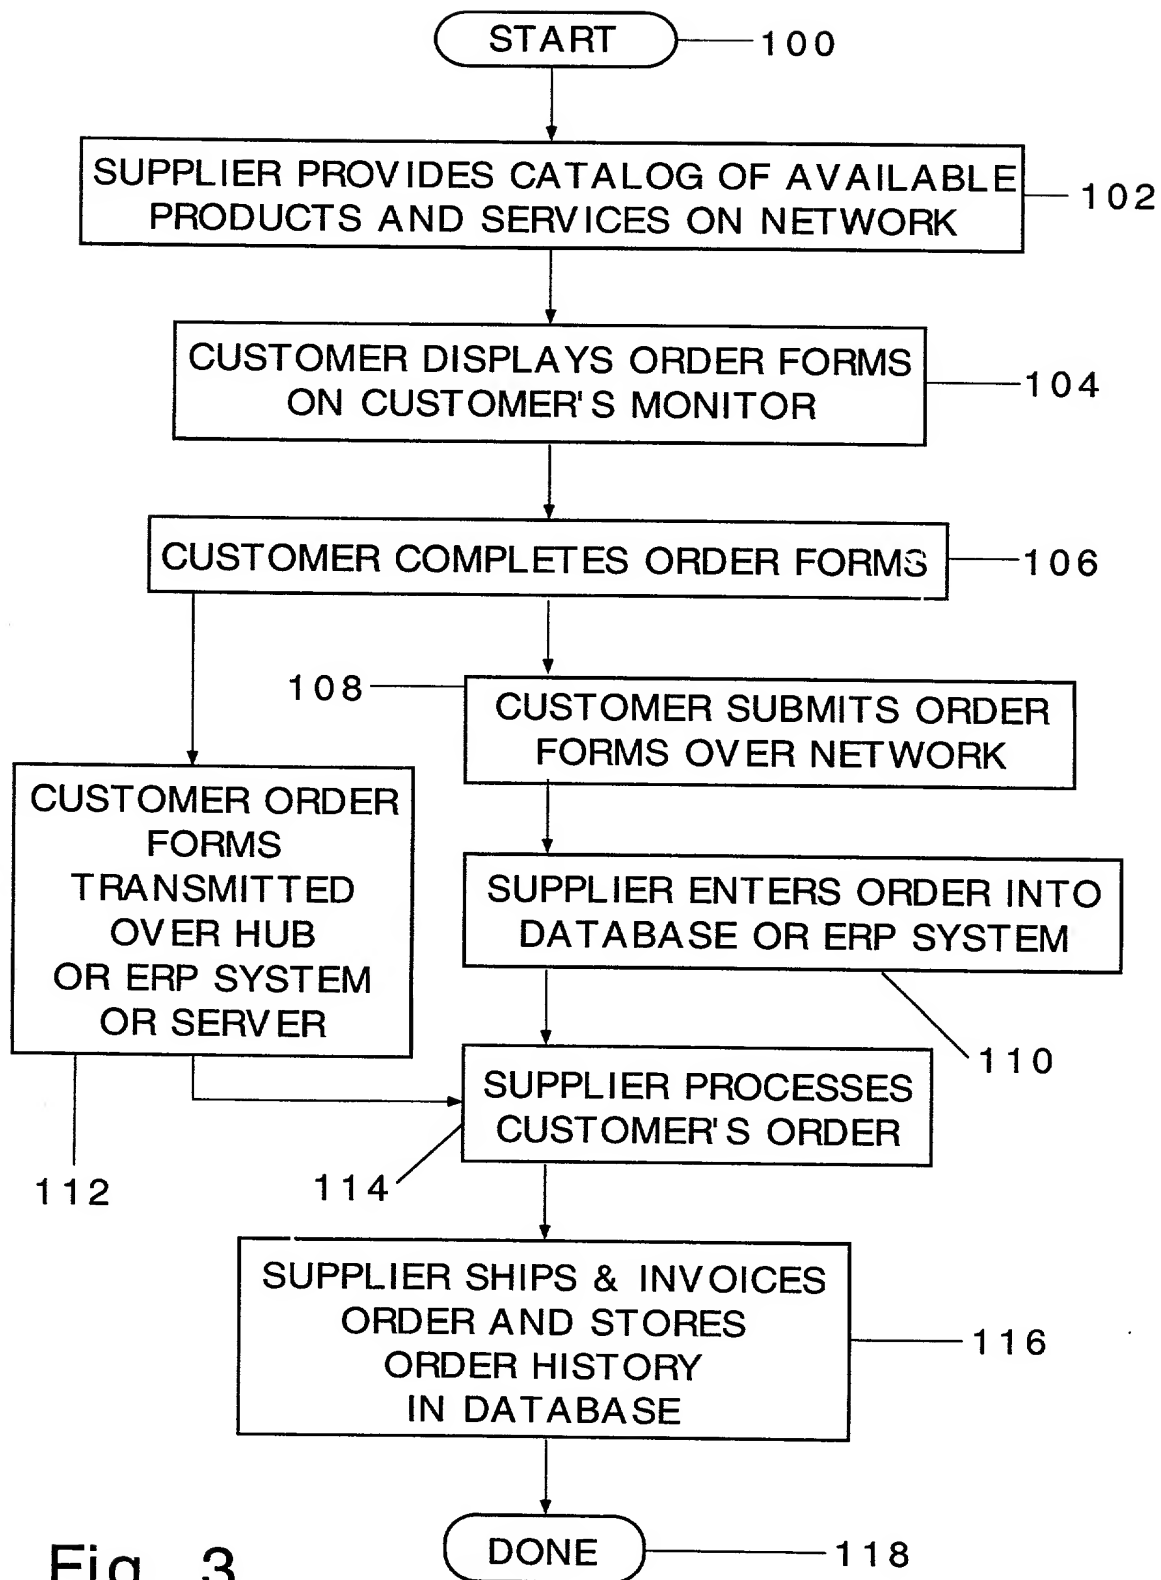 START
100
SUPPLIER PROVIDES CATALOG OF AVAILABLE
PRODUCTS AND SERVICES ON NETWORK
102
CUSTOMER DISPLAYS ORDER FORMS
ON CUSTOMER'S MONITOR
104
CUSTOMER COMPLETES ORDER FORMS
106
108
CUSTOMER SUBMITS ORDER
FORMS OVER NETWORK
CUSTOMER ORDER
FORMS
TRANSMITTED
OVER HUB
OR ERP SYSTEM
OR SERVER
112
SUPPLIER ENTERS ORDER INTO
DATABASE OR ERP SYSTEM
110
SUPPLIER PROCESSES
CUSTOMER'S ORDER
114
SUPPLIER SHIPS & INVOICES
ORDER AND STORES
ORDER HISTORY
IN DATABASE
116
DONE
118
Fig. 3